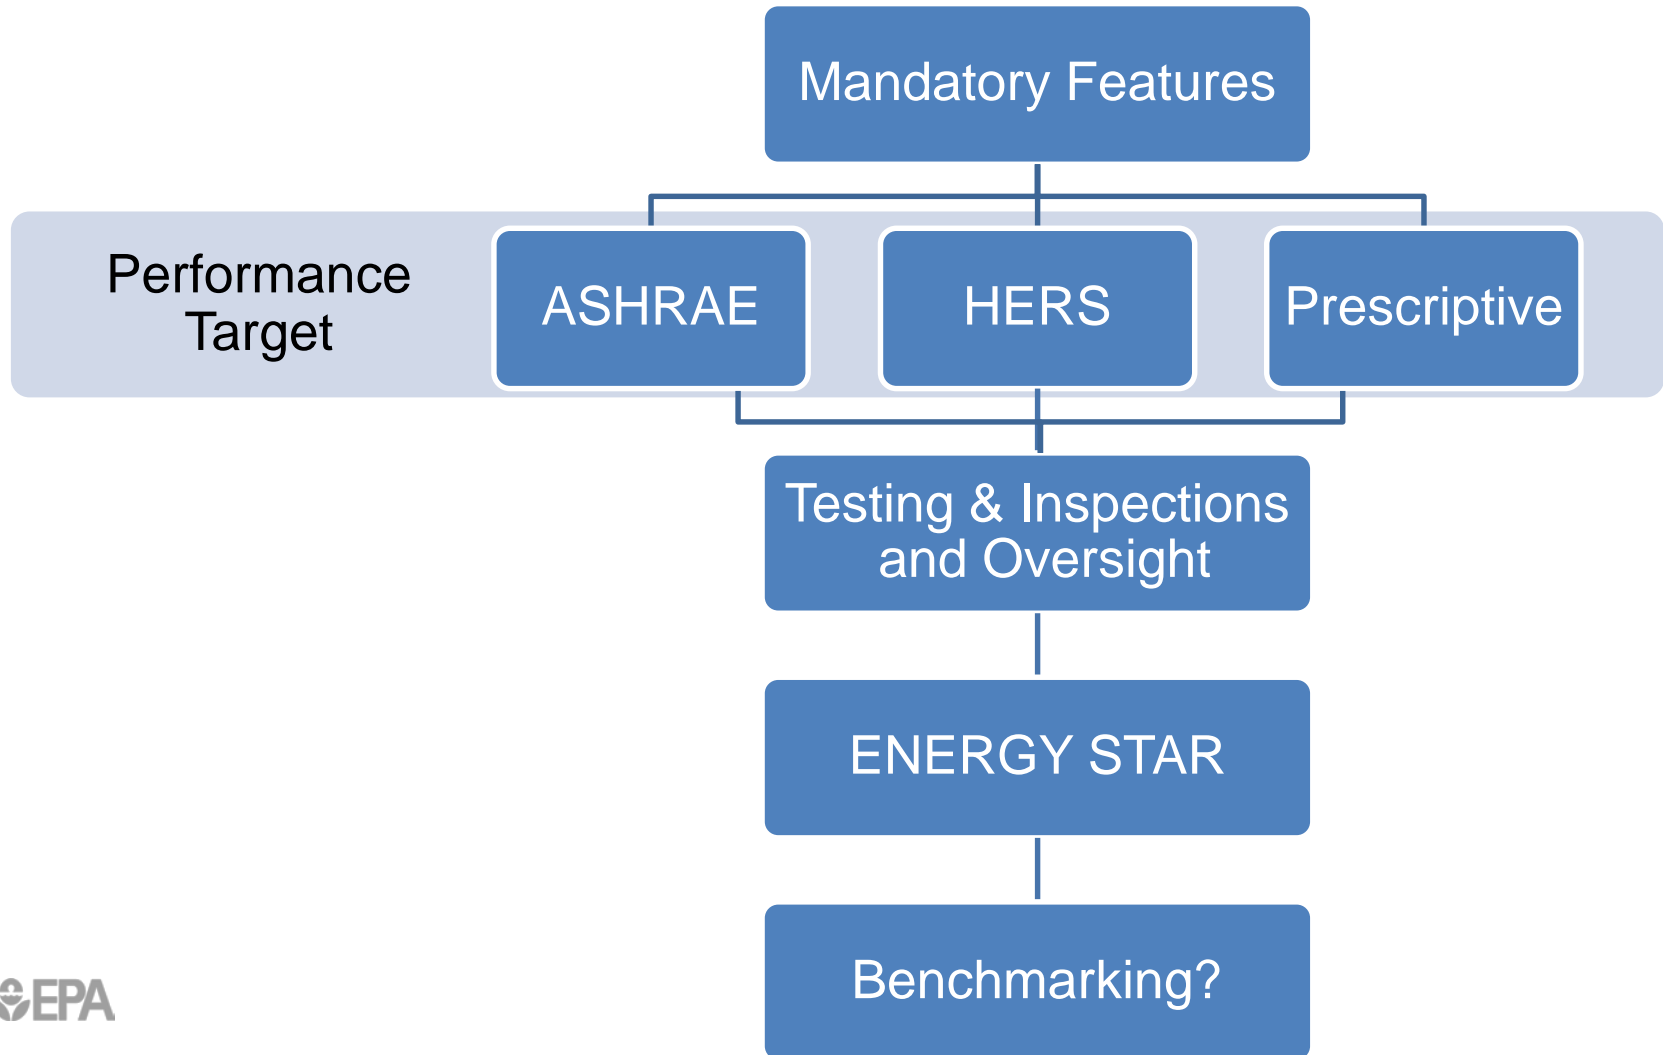 Mandatory Features
Performance
Target
ASHRAE
HERS
Prescriptive
Testing & Inspections
and Oversight
ENERGY STAR
Benchmarking?
EPA